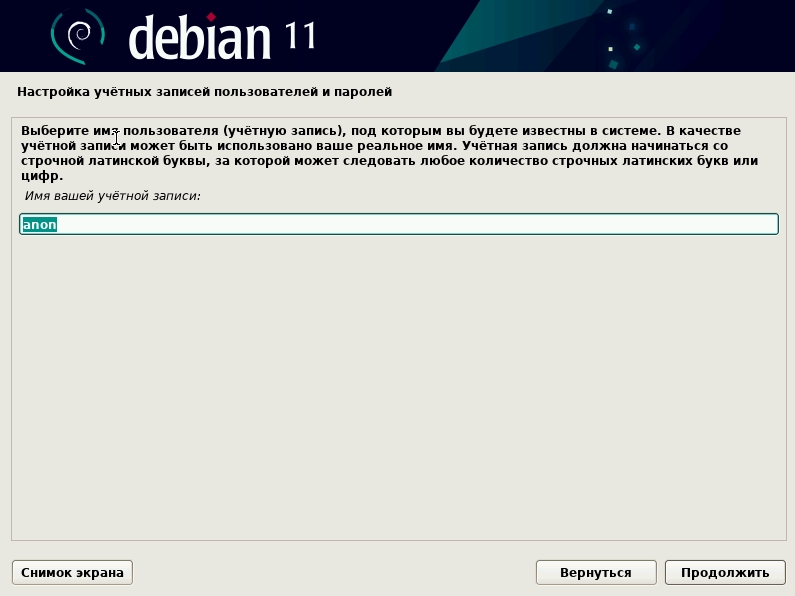 debian 11
Настройка учётных записей пользователей и паролей
Выберите имя пользователя (учётную запись), под которым вы будете известны в системе. В качестве
учётной записи может быть использовано ваше реальное имя. Учётная запись должна начинаться со
строчной латинской буквы, за которой может следовать любое количество строчных латинских букв или
цифр.
Имя вашей учётной записи:
anon
Снимок экрана
Вернуться
Продолжить